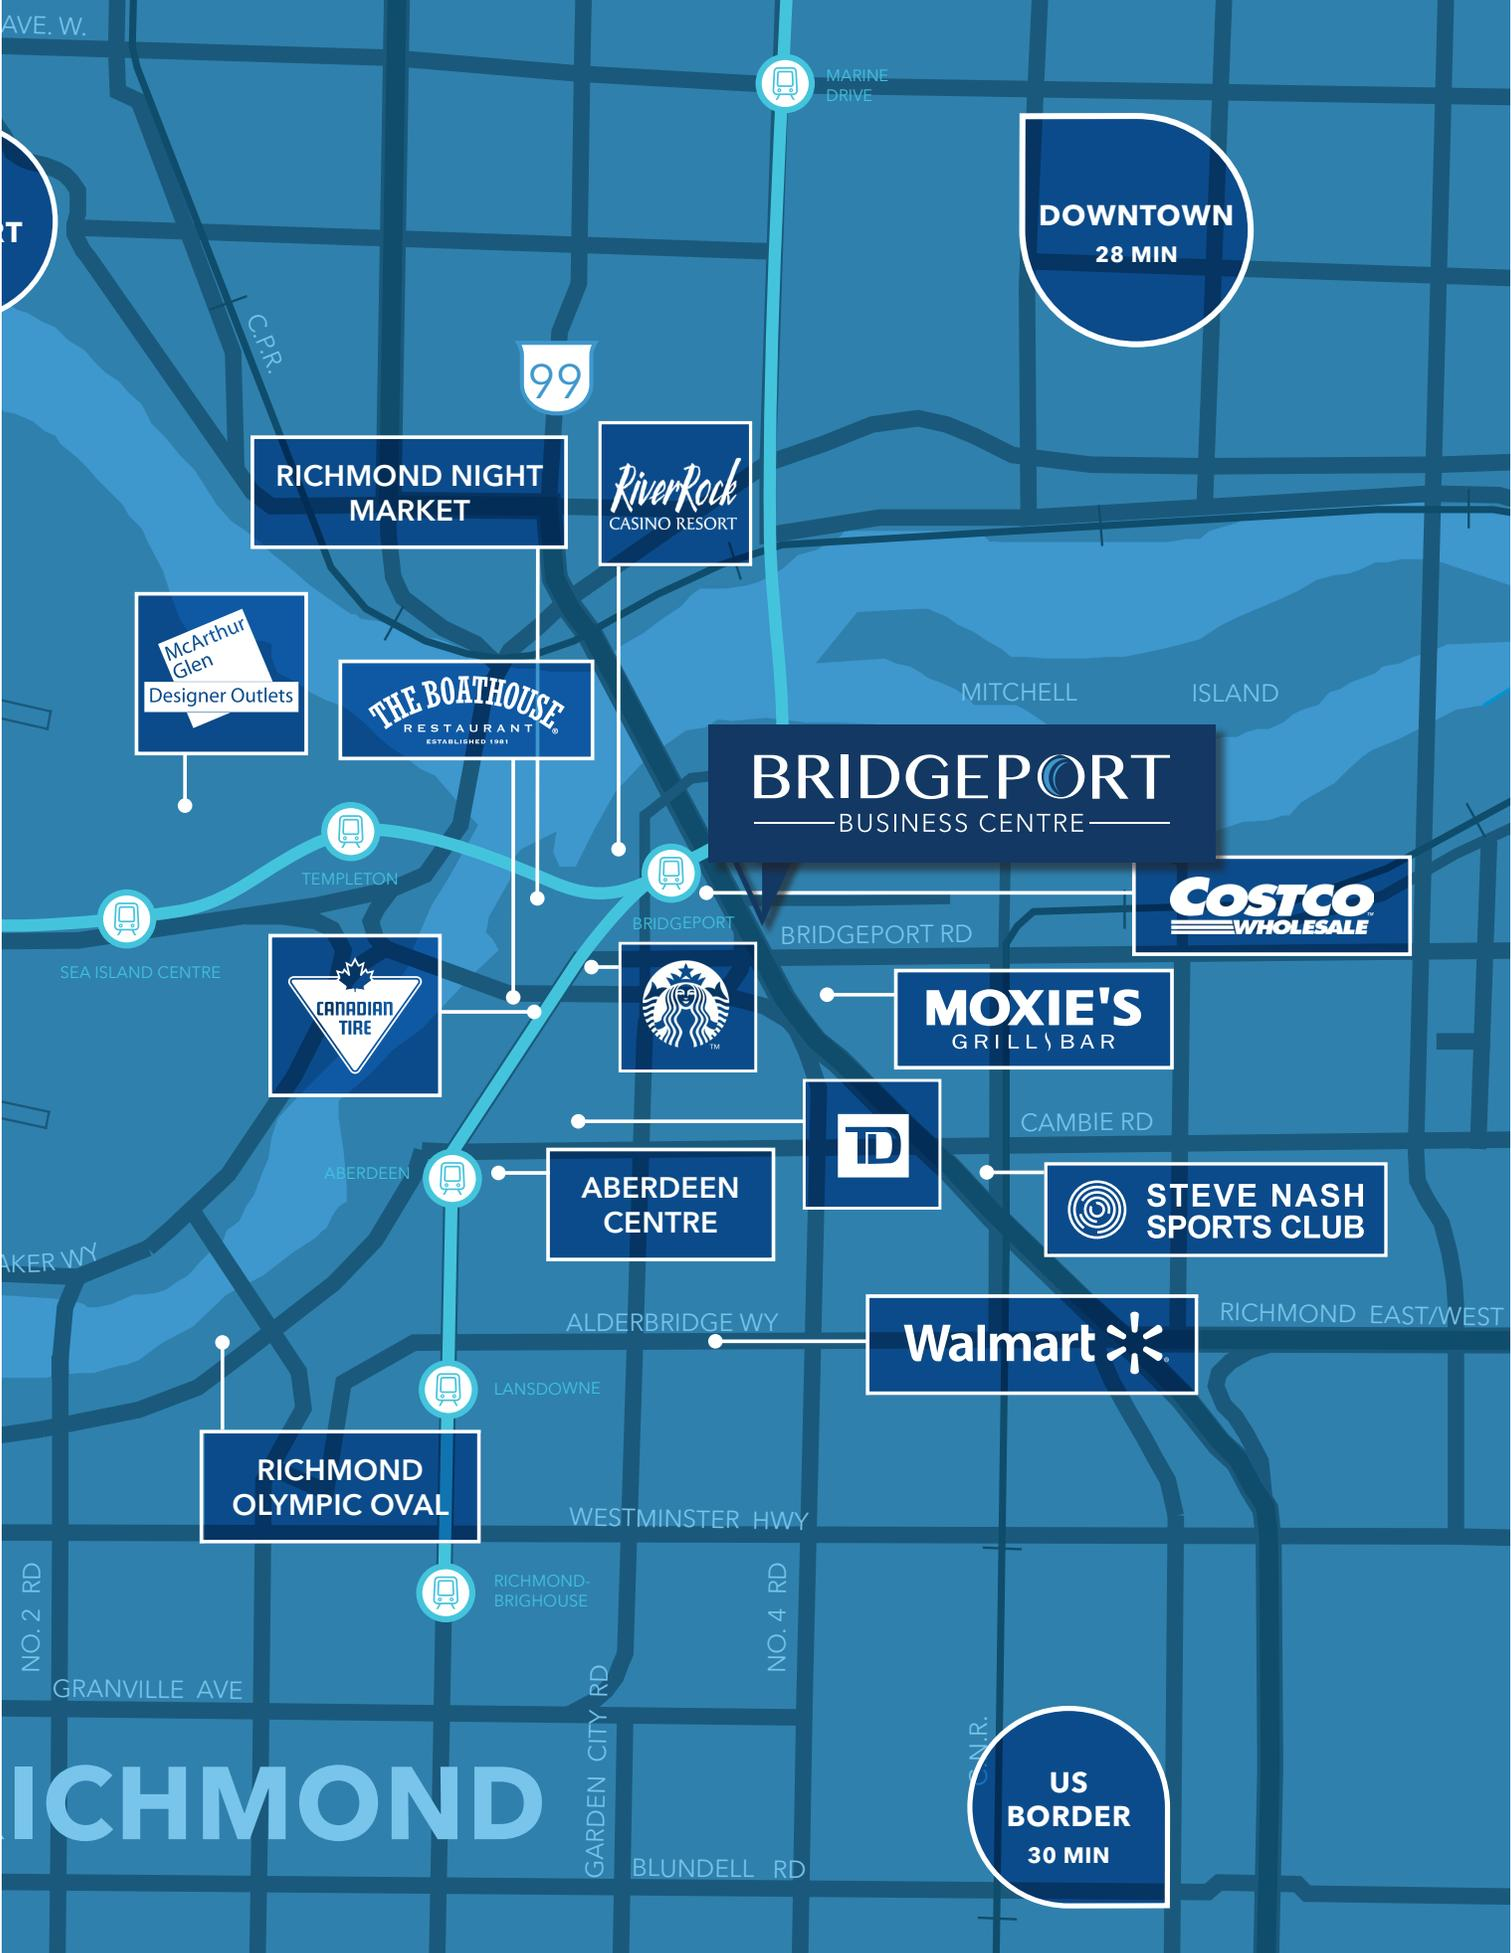 AVE. W.
MARINE
DRIVE
DOWNTOWN
28 MIN
RT
C.P.R.
99
RICHMOND NIGHT
MARKET
RiverRock
CASINO RESORT
McArthur
Glen
Designer Outlets
THE BOATHOUSE
RESTAURANT
ESTABLISHED 1981
MITCHELL ISLAND
BRIDGEPORT
BUSINESS CENTRE
TEMPLETON
SEA ISLAND CENTRE
BRIDGEPORT
BRIDGEPORT RD
COSTCO
WHOLESALE
CANADIAN
TIRE
MOXIE'S
GRILL BAR
TD
CAMBIE RD
ABERDEEN
ABERDEEN
CENTRE
STEVE NASH
SPORTS CLUB
AKER WY
ALDERBRIDGE WY
Walmart
RICHMOND EAST/WEST
LANSDOWNE
RICHMOND
OLYMPIC OVAL
WESTMINSTER HWY
RICHMOND-
BRIGHOUSE
NO. 2 RD
NO. 4 RD
GRANVILLE AVE
GARDEN CITY RD
C.N.R.
RICHMOND
US
BORDER
30 MIN
BLUNDELL RD